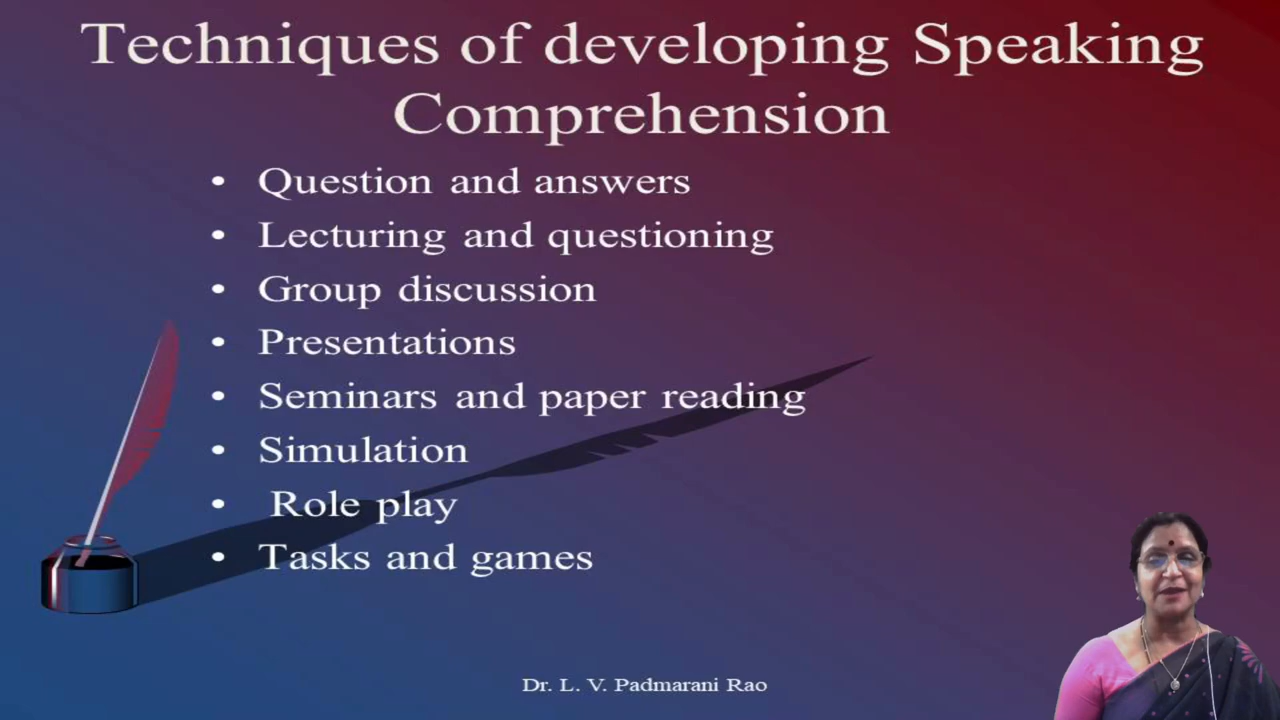 Techniques of developing Speaking
Comprehension
• Question and answers
• Lecturing and questioning
• Group discussion
• Presentations
• Seminars and paper reading
• Simulation
• Role play
• Tasks and games
Dr. L. V. Padmarani Rao